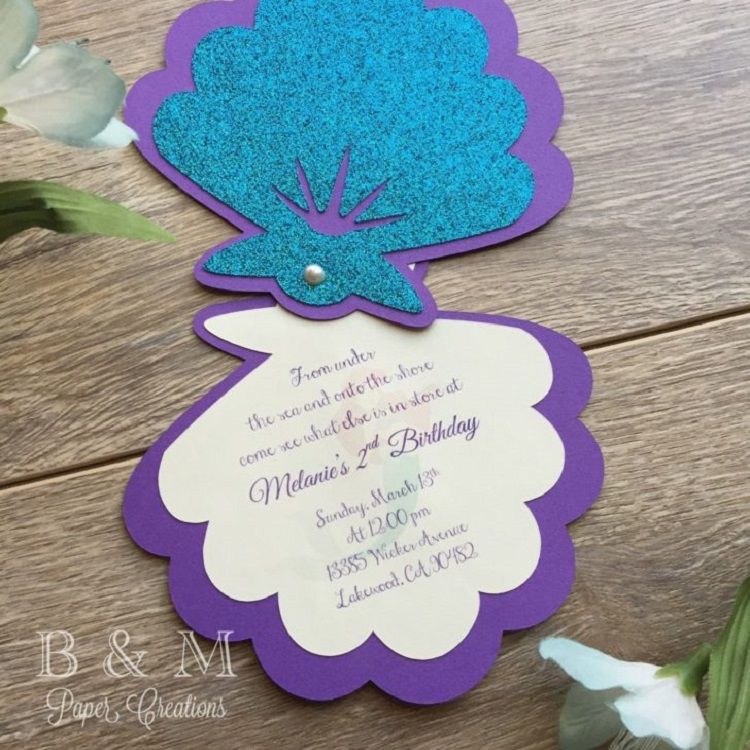 From under
the sea and onto the shore
come see what else is in store at
Melanie's 2nd Birthday
Sunday, March 13th
At 12:00 pm
13385 Wicker Avenue
Lakewood, CA 90482
B & M
Paper Creations